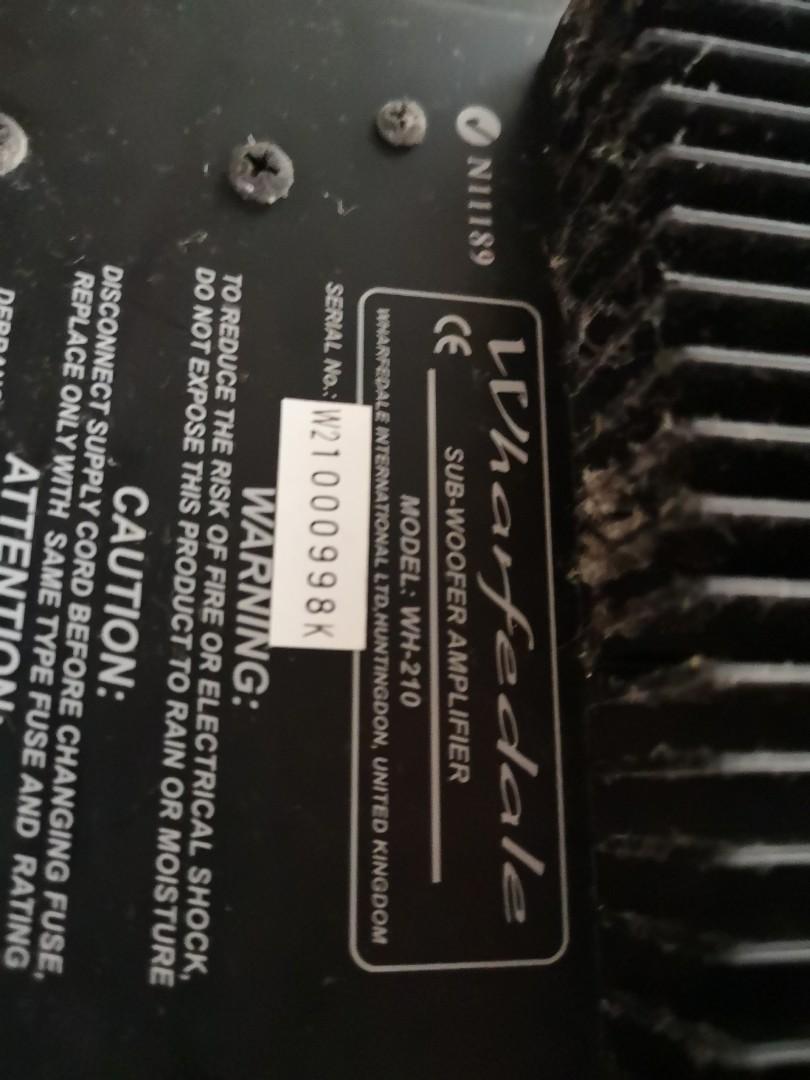 N11189
Wharfedale
CE
SUB-WOOFER AMPLIFIER
MODEL: WH-210
WHARFEDALE INTERNATIONAL LTD,HUNTINGDON, UNITED KINGDOM
SERIAL No.: W21000998K
WARNING:
TO REDUCE THE RISK OF FIRE OR ELECTRICAL SHOCK,
DO NOT EXPOSE THIS PRODUCT TO RAIN OR MOISTURE
CAUTION:
DISCONNECT SUPPLY CORD BEFORE CHANGING FUSE,
REPLACE ONLY WITH SAME TYPE FUSE AND RATING
ATTENTION